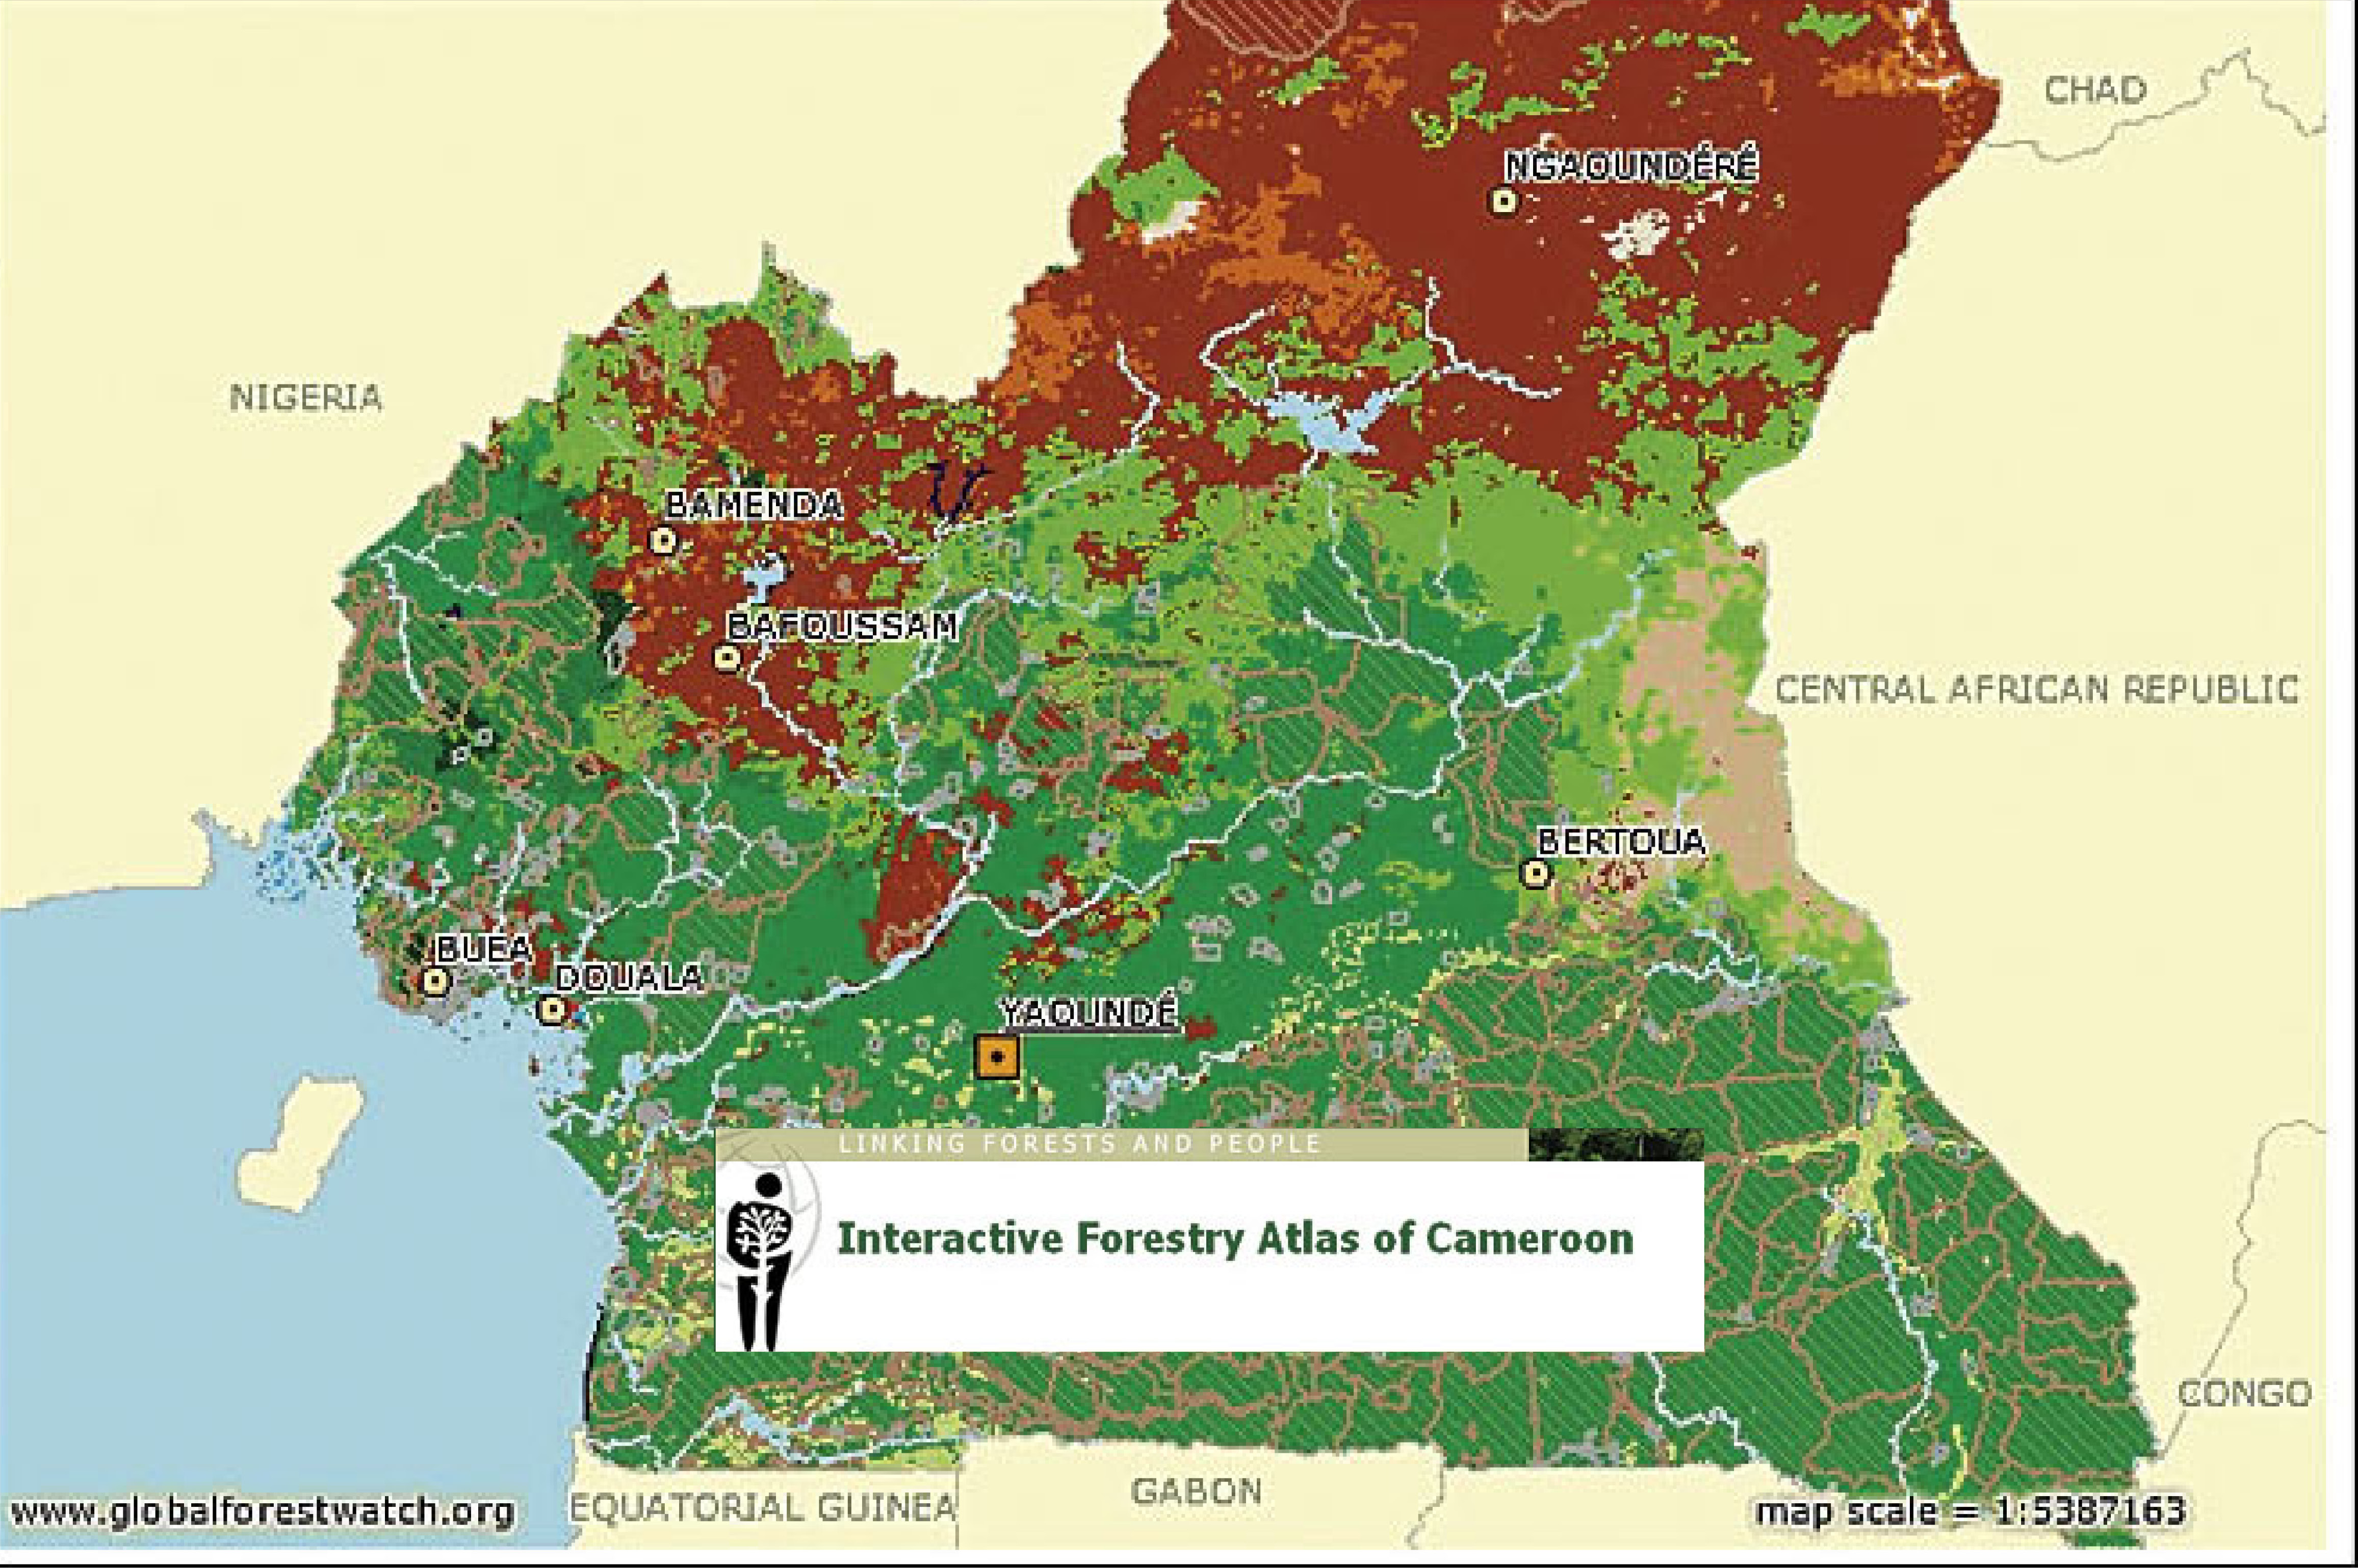 CHAD
NGAOUNDÉRÉ
NIGERIA
BAMENDA
BAFOUSSAM
CENTRAL AFRICAN REPUBLIC
BERTOUA
BUEA
DOUALA
YAOUNDÉ
LINKING FORESTS AND PEOPLE
Interactive Forestry Atlas of Cameroon
CONGO
GABON
EQUATORIAL GUINEA
www.globalforestwatch.org
map scale = 1:5387163